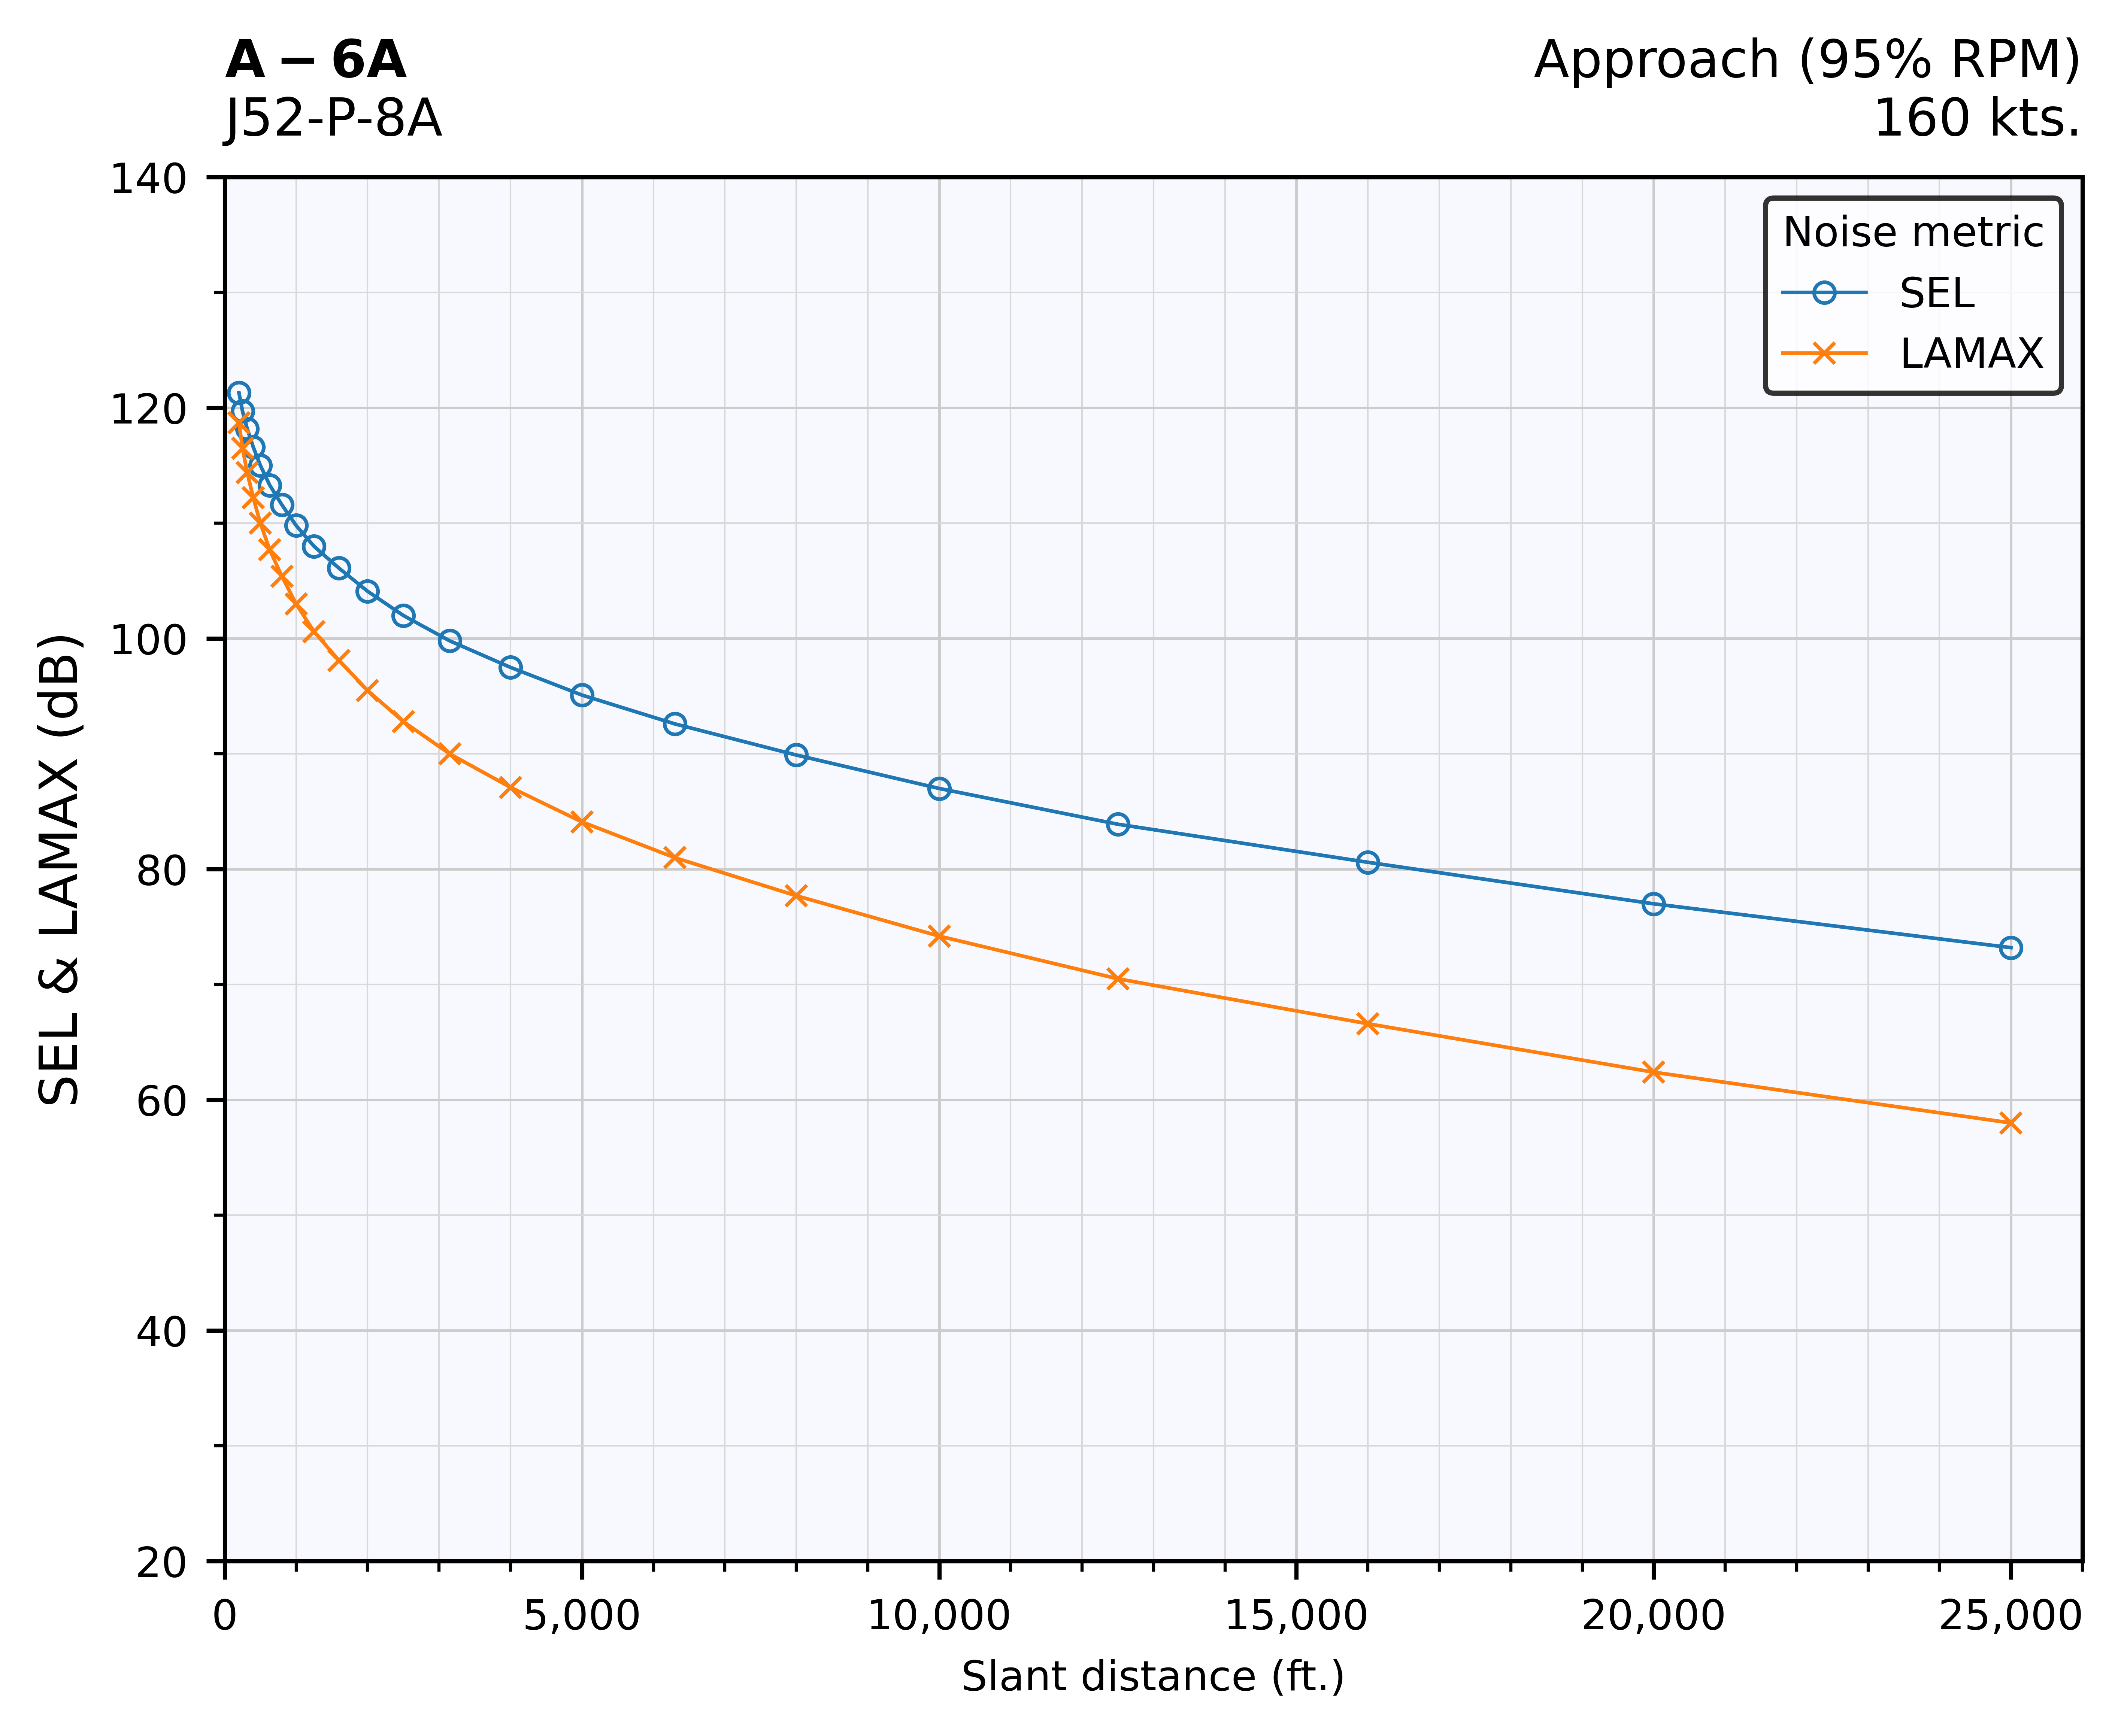 A − 6A
J52-P-8A
Approach (95% RPM)
160 kts.
140
120
100
80
60
40
20
SEL & LAMAX (dB)
Noise metric
SEL
LAMAX
0
5,000
10,000
15,000
20,000
25,000
Slant distance (ft.)